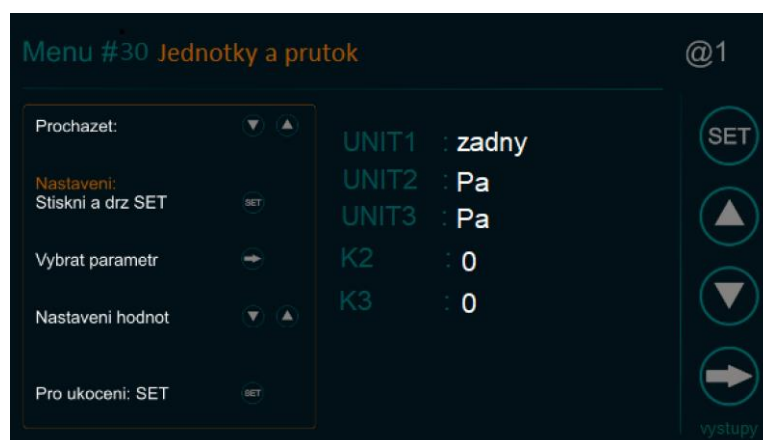 Menu #30 Jednotky a prutok
@1
Prochazet:
Nastaveni:
Stiskni a drz SET
SET
Vybrat parametr
Nastaveni hodnot
Pro ukoceni: SET
SET
UNIT1 : zadny
UNIT2 : Pa
UNIT3 : Pa
K2 : 0
K3 : 0
SET
vystupy